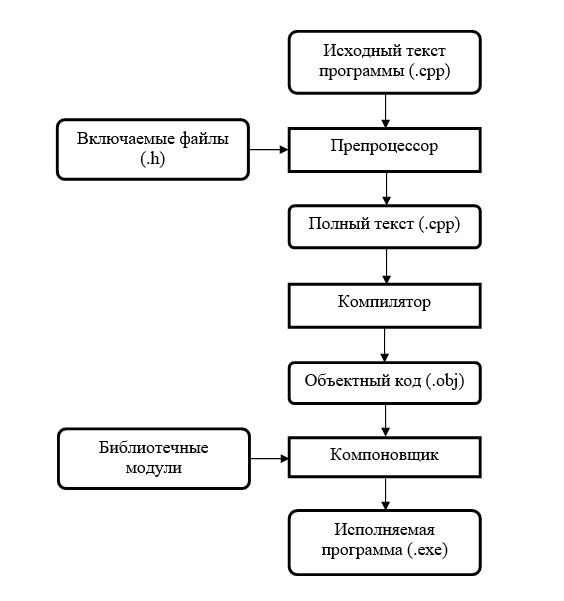 Исходный текст
программы (.cpp)
Включаемые файлы
(.h)
Препроцессор
Полный текст (.cpp)
Компилятор
Объектный код (.obj)
Библиотечные
модули
Компоновщик
Исполняемая
программа (.exe)